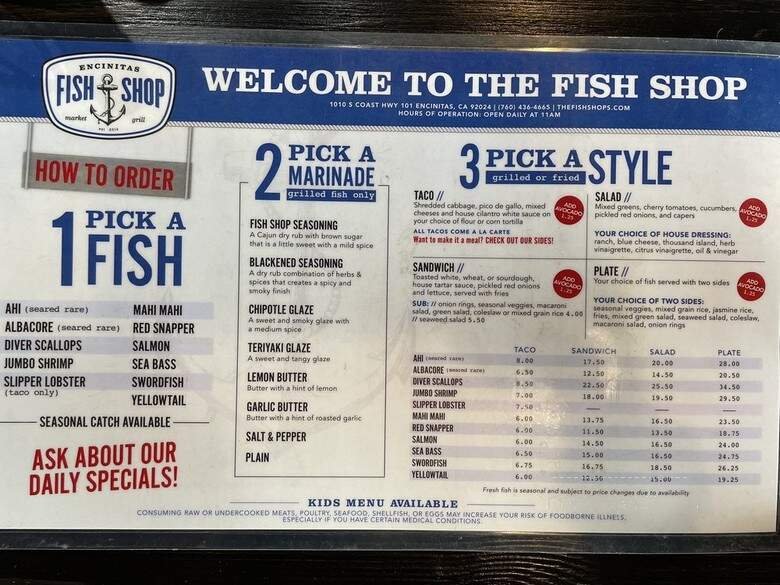 ENCINITAS
FISH SHOP
market grill
WELCOME TO THE FISH SHOP
1010 S COAST HWY 101 ENCINITAS, CA 92024 | (760) 436-4665 | THEFISHSHOPS.COM
HOURS OF OPERATION: OPEN DAILY AT 11AM
HOW TO ORDER
1 PICK A
FISH
AHI (seared rare)
ALBACORE (seared rare)
DIVER SCALLOPS
JUMBO SHRIMP
SLIPPER LOBSTER
(taco only)
MAHI MAHI
RED SNAPPER
SALMON
SEA BASS
SWORDFISH
YELLOWTAIL
SEASONAL CATCH AVAILABLE
ASK ABOUT OUR
DAILY SPECIALS!
2 PICK A
MARINADE
grilled fish only
FISH SHOP SEASONING
A Cajun dry rub with brown sugar
that is a little sweet with a mild spice
BLACKENED SEASONING
A dry rub combination of herbs &
spices that creates a spicy and
smoky finish
CHIPOTLE GLAZE
A sweet and smoky glaze with
a medium spice
TERIYAKI GLAZE
A sweet and tangy glaze
LEMON BUTTER
Butter with a hint of lemon
GARLIC BUTTER
Butter with a hint of roasted garlic
SALT & PEPPER
PLAIN
3 PICK A STYLE
grilled or fried
TACO //
Shredded cabbage, pico de gallo, mixed
cheeses and house cilantro white sauce on
your choice of flour or corn tortilla
ALL TACOS COME A LA CARTE
Want to make it a meal? CHECK OUT OUR SIDES!
ADD
AVOCADO
1.25
SALAD //
Mixed greens, cherry tomatoes, cucumbers,
pickled red onions, and capers
YOUR CHOICE OF HOUSE DRESSING:
ranch, blue cheese, thousand island, herb
vinaigrette, citrus vinaigrette, oil & vinegar
ADD
AVOCADO
1.25
SANDWICH //
Toasted white, wheat, or sourdough,
house tartar sauce, pickled red onions
and lettuce, served with fries
SUB: // onion rings, seasonal veggies, macaroni
salad, green salad, coleslaw or mixed grain rice 4.00
// seaweed salad 5.50
ADD
AVOCADO
1.25
PLATE //
Your choice of fish served with two sides
YOUR CHOICE OF TWO SIDES:
seasonal veggies, mixed grain rice, jasmine rice,
fries, mixed green salad, seaweed salad, coleslaw,
macaroni salad, onion rings
ADD
AVOCADO
1.25
TACO SANDWICH SALAD PLATE
AHI (seared rare) 8.00 17.50 20.00 28.00
ALBACORE (seared rare) 6.50 12.50 14.50 20.50
DIVER SCALLOPS 8.50 22.50 25.50 34.50
JUMBO SHRIMP 7.00 18.00 19.50 29.50
SLIPPER LOBSTER 7.50 — — —
MAHI MAHI 6.00 13.75 16.50 23.50
RED SNAPPER 6.00 11.50 13.50 18.75
SALMON 6.00 14.50 16.50 24.00
SEA BASS 6.50 15.00 16.50 24.75
SWORDFISH 6.75 16.75 18.50 26.25
YELLOWTAIL 6.00 12.50 15.00 19.25
Fresh fish is seasonal and subject to price changes due to availability
KIDS MENU AVAILABLE
CONSUMING RAW OR UNDERCOOKED MEATS, POULTRY, SEAFOOD, SHELLFISH, OR EGGS MAY INCREASE YOUR RISK OF FOODBORNE ILLNESS,
ESPECIALLY IF YOU HAVE CERTAIN MEDICAL CONDITIONS.